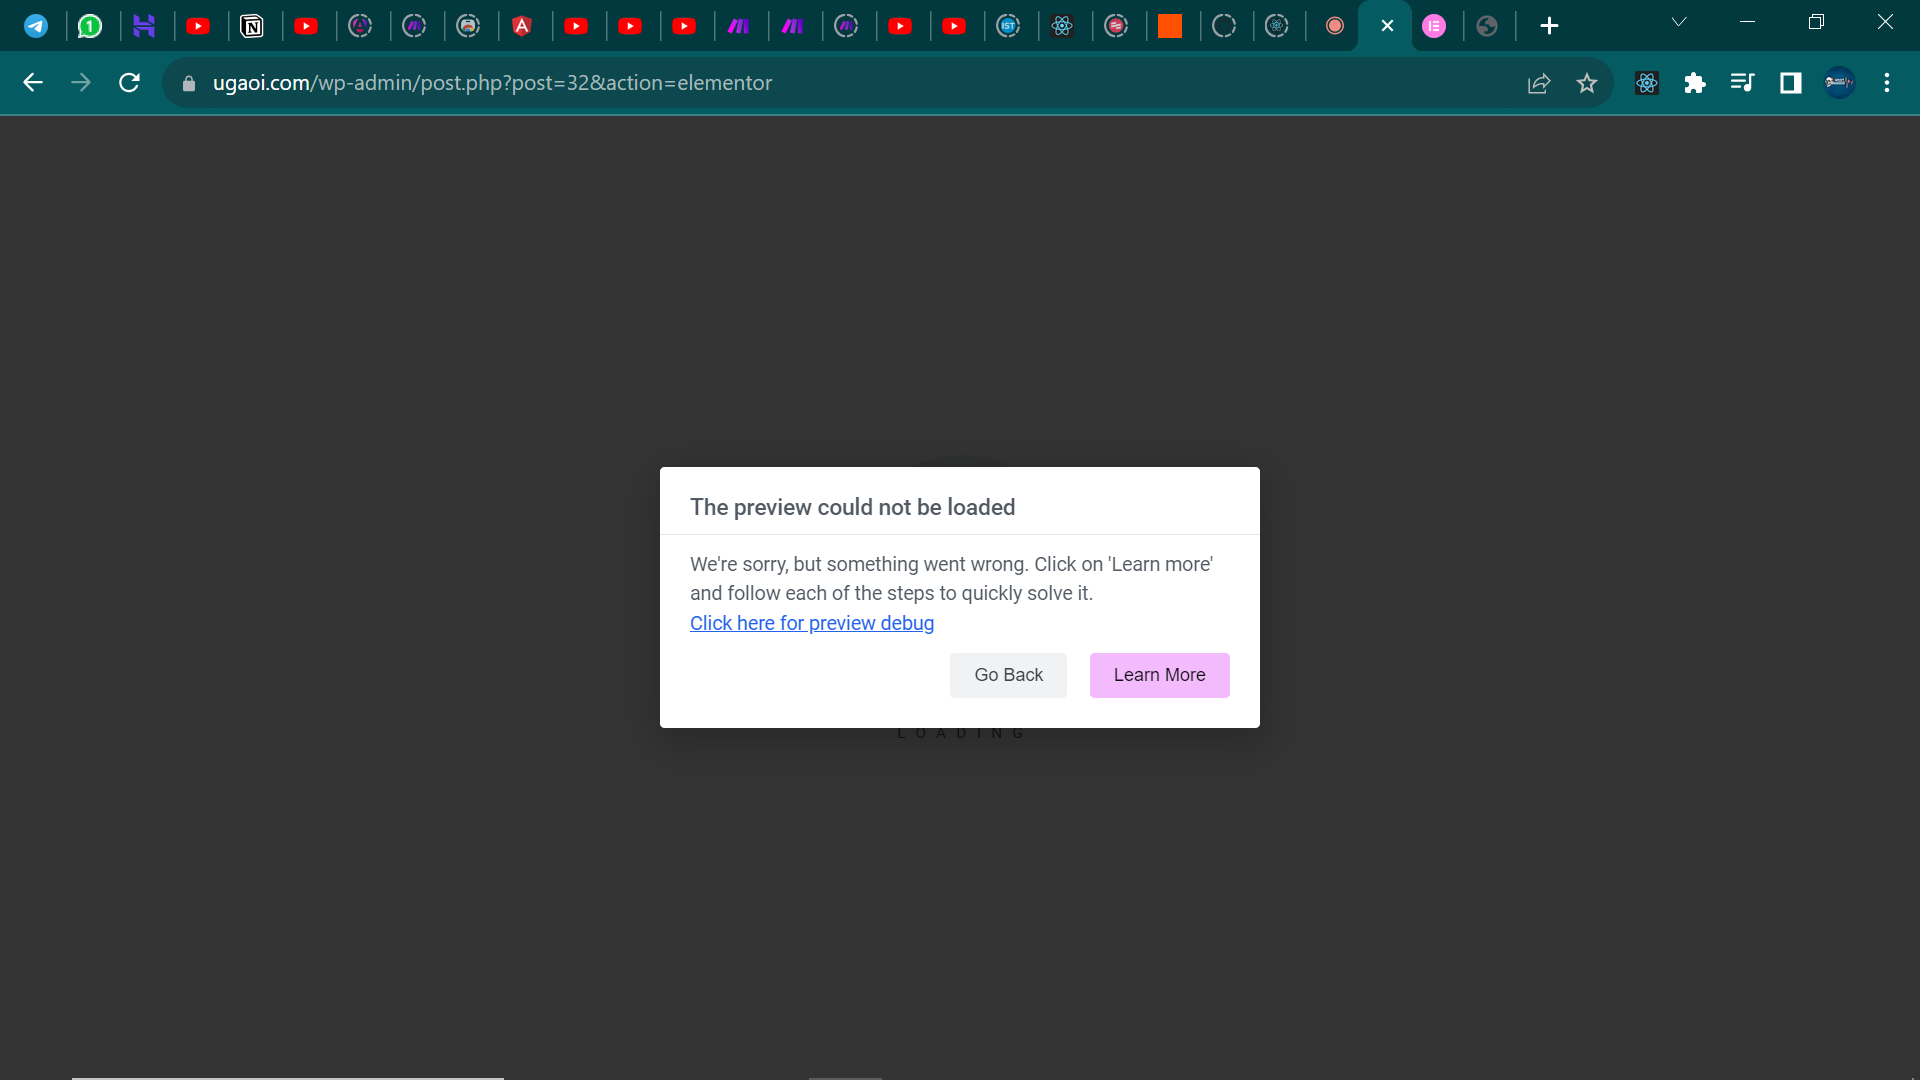 1
IST
ugaoi.com/wp-admin/post.php?post=32&action=elementor
The preview could not be loaded
We're sorry, but something went wrong. Click on 'Learn more'
and follow each of the steps to quickly solve it.
Click here for preview debug
Go Back
Learn More
LOADING